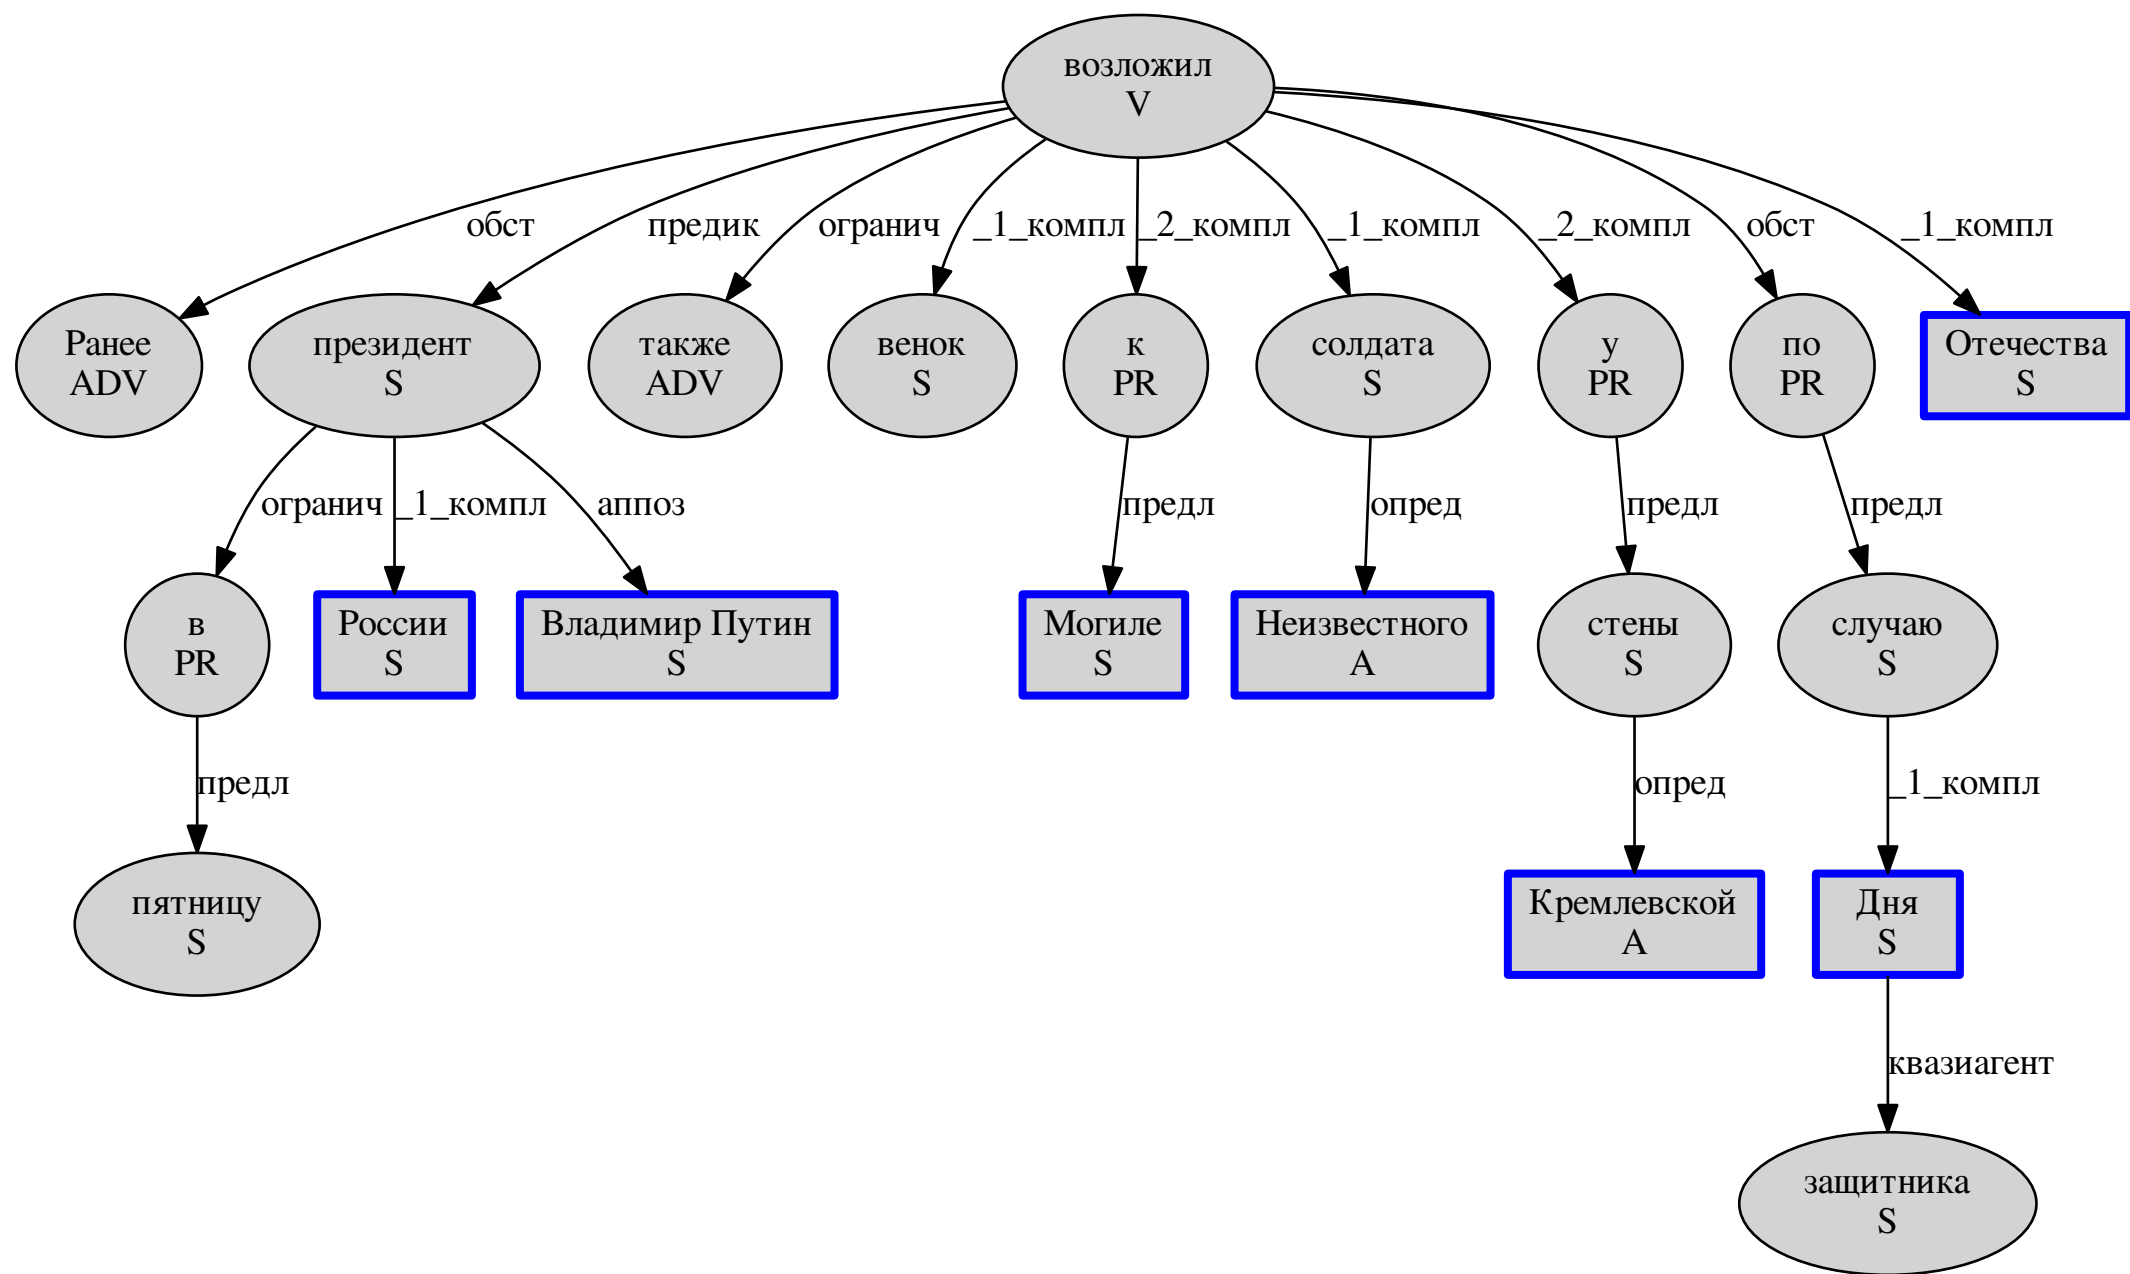 возложил
V
обст
предик
огранич
_1_компл
_2_компл
_1_компл
_2_компл
обст
_1_компл
Ранее
ADV
президент
S
также
ADV
венок
S
к
PR
солдата
S
у
PR
по
PR
Отечества
S
огранич
_1_компл
аппоз
предл
опред
предл
предл
в
PR
России
S
Владимир Путин
S
Могиле
S
Неизвестного
A
стены
S
случаю
S
предл
опред
_1_компл
пятницу
S
Кремлевской
A
Дня
S
квазиагент
защитника
S